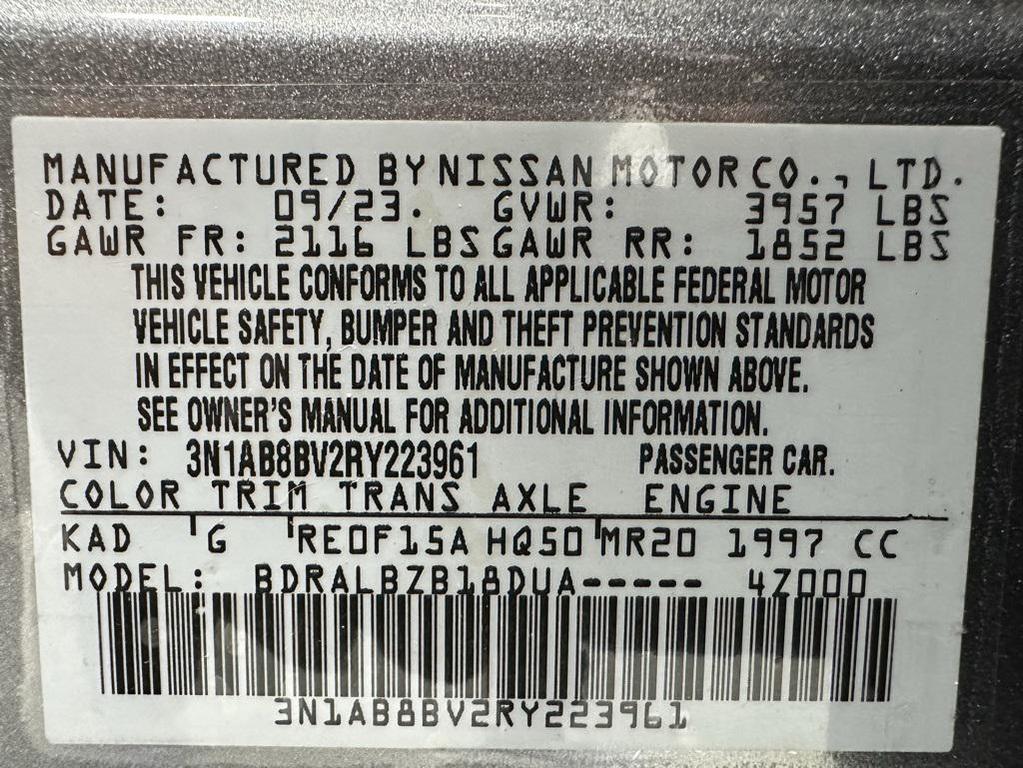 MANUFACTURED BY NISSAN MOTOR CO., LTD.
DATE: 09/23. GVWR: 3957 LBS
GAWR FR: 2116 LBS GAWR RR: 1852 LBS
THIS VEHICLE CONFORMS TO ALL APPLICABLE FEDERAL MOTOR
VEHICLE SAFETY, BUMPER AND THEFT PREVENTION STANDARDS
IN EFFECT ON THE DATE OF MANUFACTURE SHOWN ABOVE.
SEE OWNER'S MANUAL FOR ADDITIONAL INFORMATION.
VIN: 3N1AB8BV2RY223961 PASSENGER CAR.
COLOR TRIM TRANS AXLE ENGINE
KAD G RE0F15A HQ50 MR20 1997 CC
MODEL: BDRALBZB18DUA----- 4Z000
3N1AB8BV2RY223961